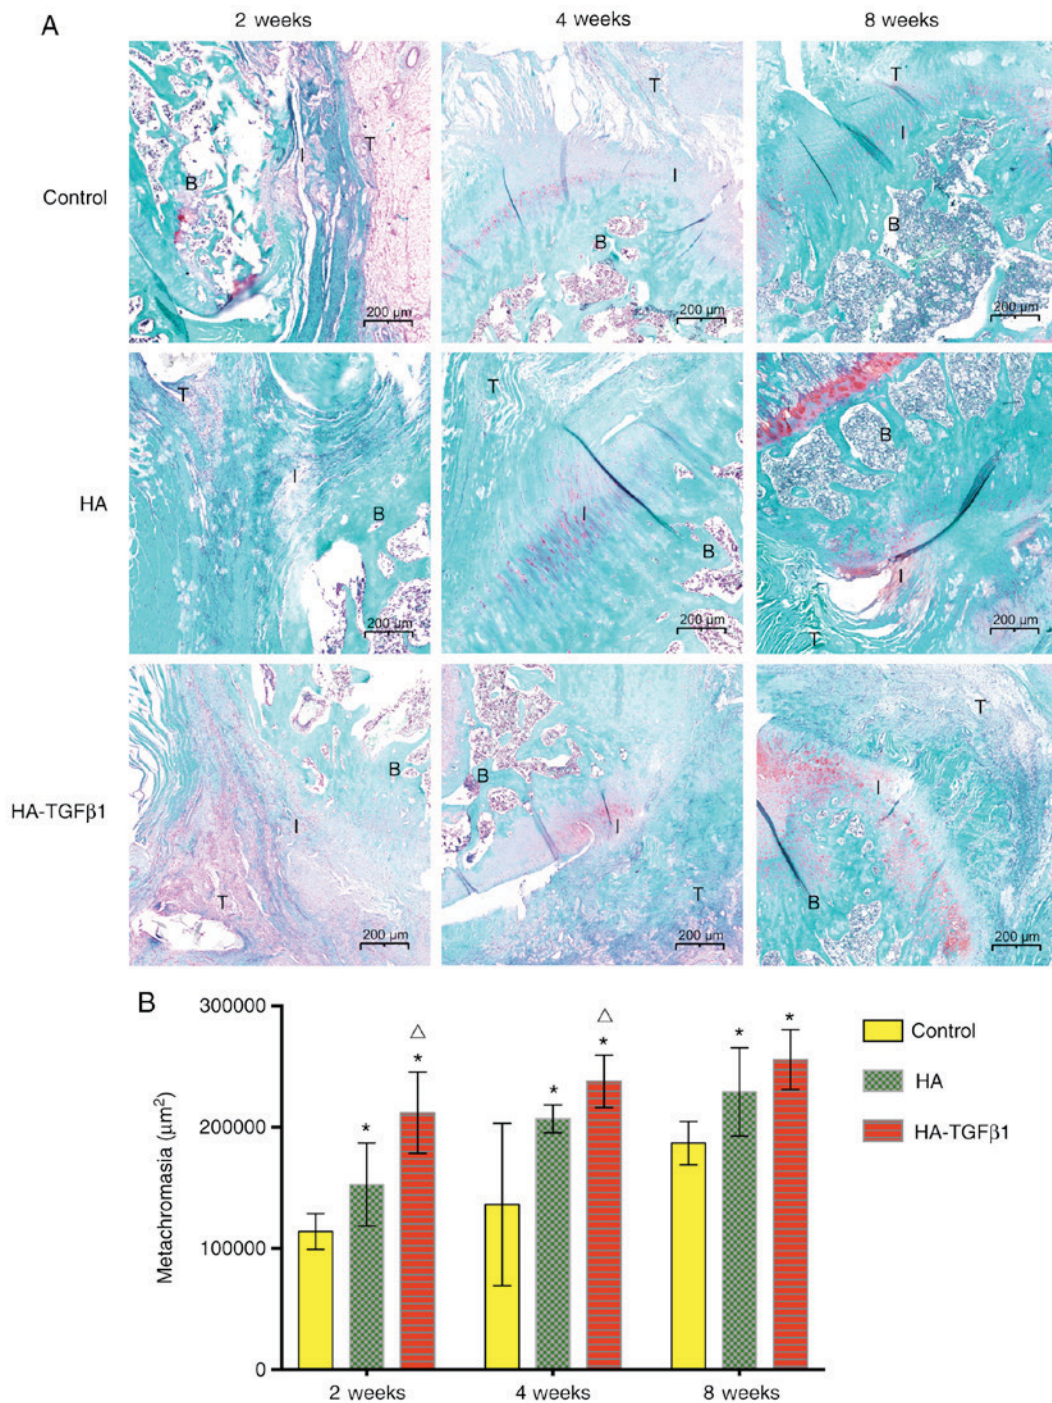 A
2 weeks
4 weeks
8 weeks
Control
B
I
T
200 µm
T
I
B
200 µm
T
I
B
200 µm
HA
T
I
B
200 µm
T
I
B
200 µm
B
I
T
200 µm
HA-TGFβ1
B
I
T
200 µm
B
I
T
200 µm
T
I
B
200 µm
B
Metachromasia (µm²)
300000
200000
100000
0
*
△
*
*
△
*
*
*
2 weeks
4 weeks
8 weeks
Control
HA
HA-TGFβ1